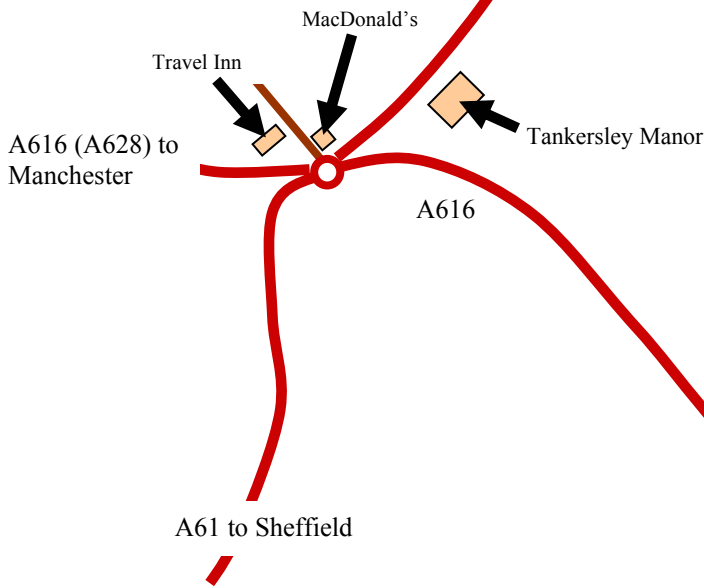 MacDonald's
Travel Inn
Tankersley Manor
A616 (A628) to
Manchester
A616
A61 to Sheffield